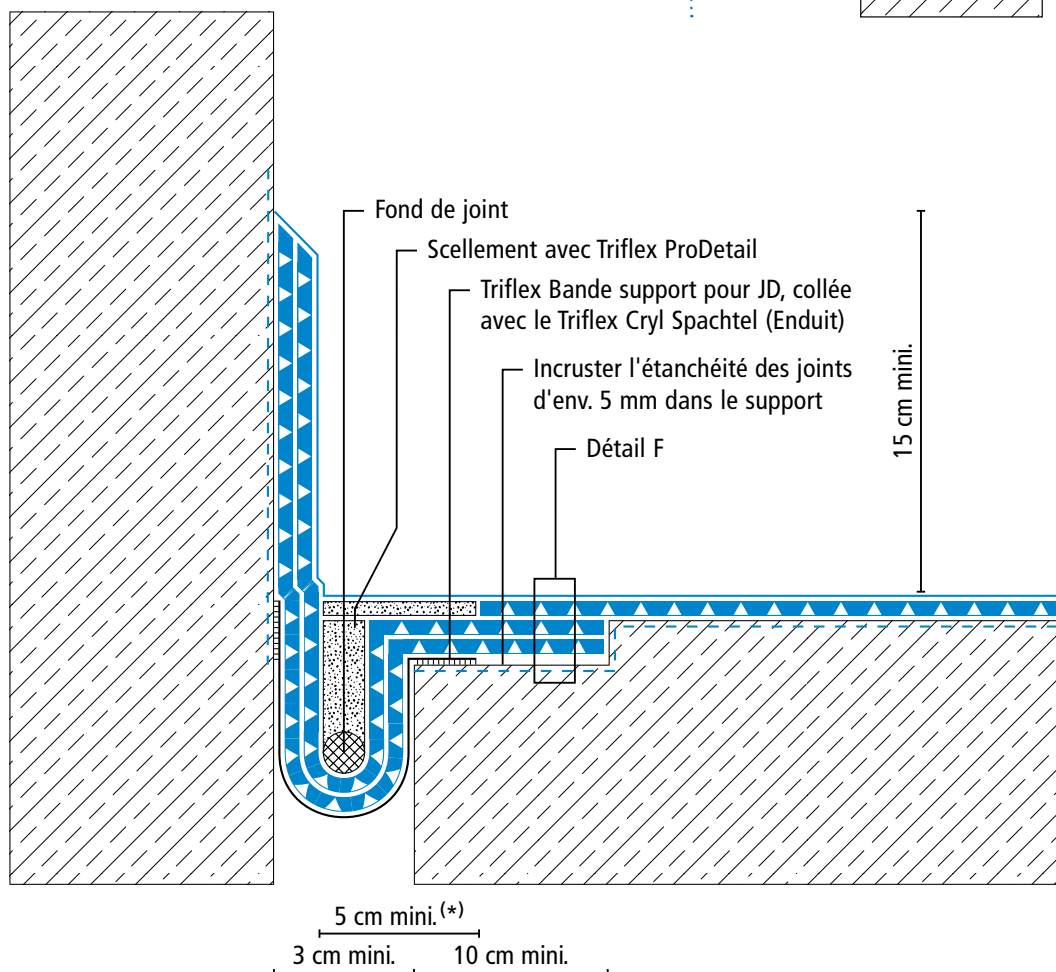 Fond de joint
Scellement avec Triflex ProDetail
Triflex Bande support pour JD, collée
avec le Triflex Cryl Spachtel (Enduit)
Incruster l'étanchéité des joints
d'env. 5 mm dans le support
Détail F
15 cm mini.
5 cm mini.(*)
3 cm mini.
10 cm mini.